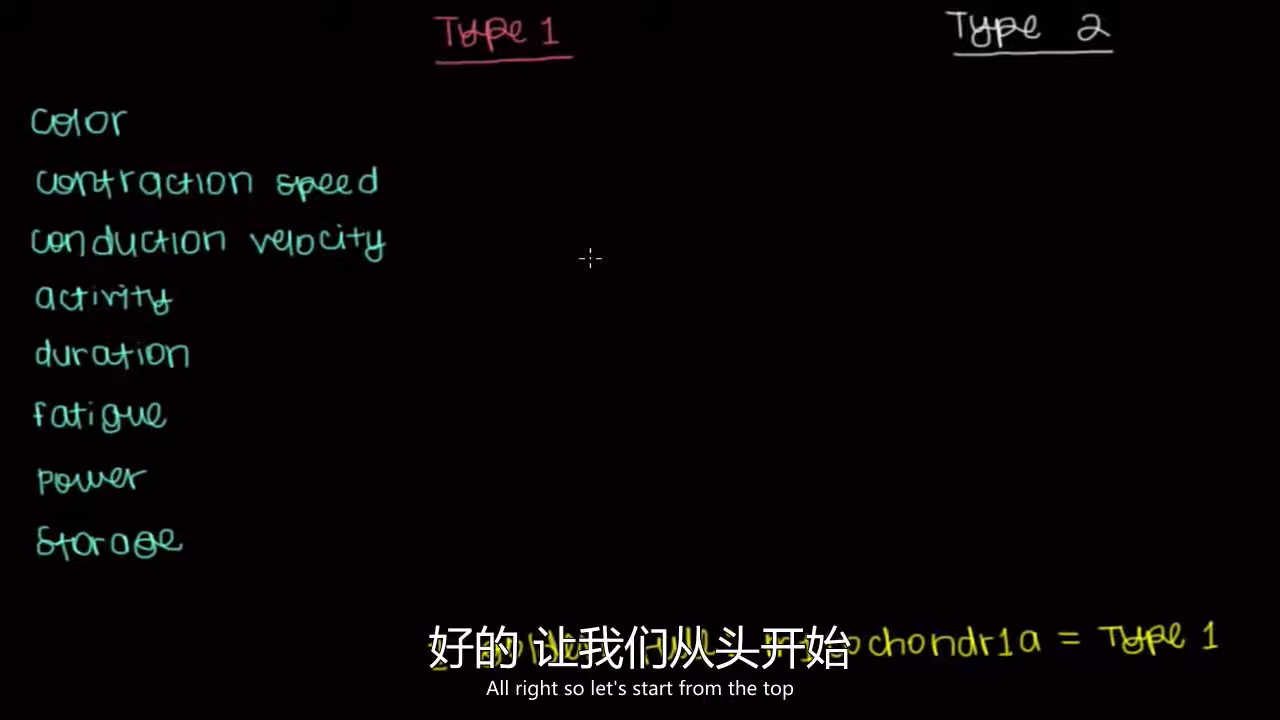 Type 1 Type 2
color
contraction speed
conduction velocity
activity
duration
fatigue
power
storage
mitochondr1a = Type 1
好的 让我们从头开始
All right so let's start from the top